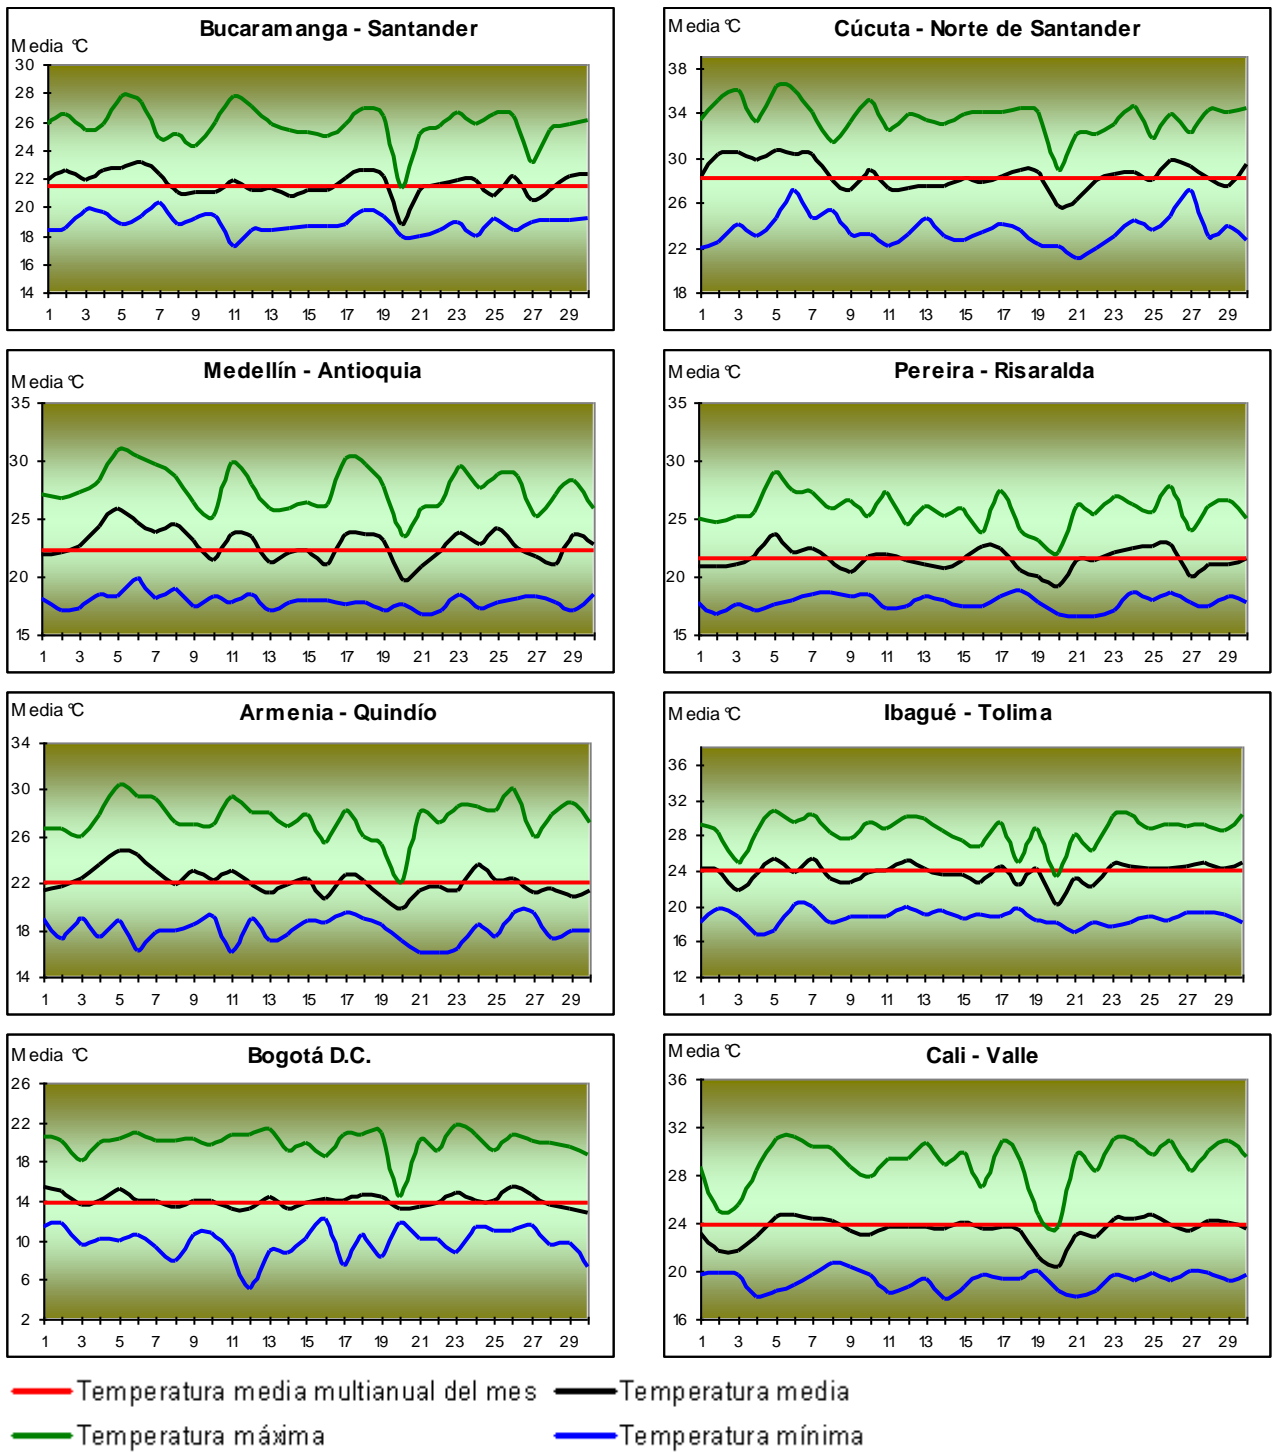 Bucaramanga - Santander
Media °C
30
28
26
24
22
20
18
16
14
1 3 5 7 9 11 13 15 17 19 21 23 25 27 29
Cúcuta - Norte de Santander
Media °C
38
34
30
26
22
18
1 3 5 7 9 11 13 15 17 19 21 23 25 27 29
Medellín - Antioquia
Media °C
35
30
25
20
15
1 3 5 7 9 11 13 15 17 19 21 23 25 27 29
Pereira - Risaralda
Media °C
35
30
25
20
15
1 3 5 7 9 11 13 15 17 19 21 23 25 27 29
Armenia - Quindío
Media °C
34
30
26
22
18
14
1 3 5 7 9 11 13 15 17 19 21 23 25 27 29
Ibagué - Tolima
Media °C
36
32
28
24
20
16
12
1 3 5 7 9 11 13 15 17 19 21 23 25 27 29
Bogotá D.C.
Media °C
26
22
18
14
10
6
2
1 3 5 7 9 11 13 15 17 19 21 23 25 27 29
Cali - Valle
Media °C
36
32
28
24
20
16
1 3 5 7 9 11 13 15 17 19 21 23 25 27 29
Temperatura media multianual del mes
Temperatura media
Temperatura máxima
Temperatura mínima